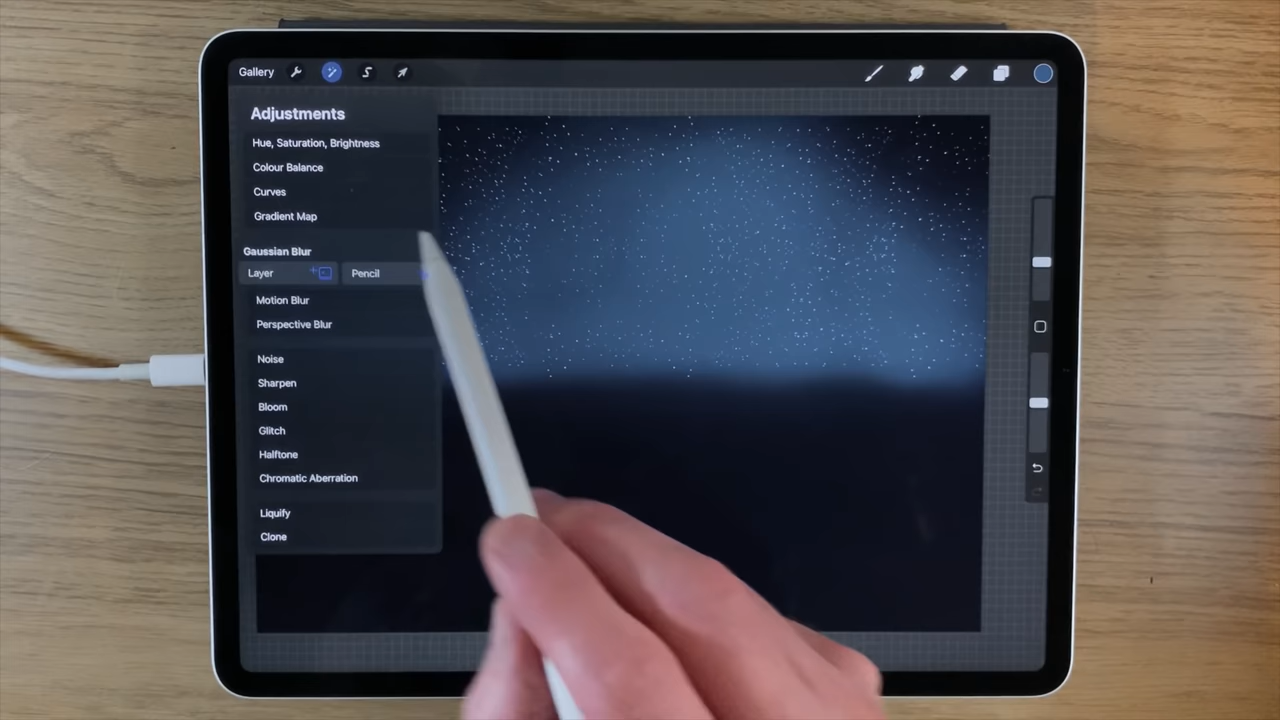 Gallery
Adjustments
Hue, Saturation, Brightness
Colour Balance
Curves
Gradient Map
Gaussian Blur
Layer Pencil
Motion Blur
Perspective Blur
Noise
Sharpen
Bloom
Glitch
Halftone
Chromatic Aberration
Liquify
Clone